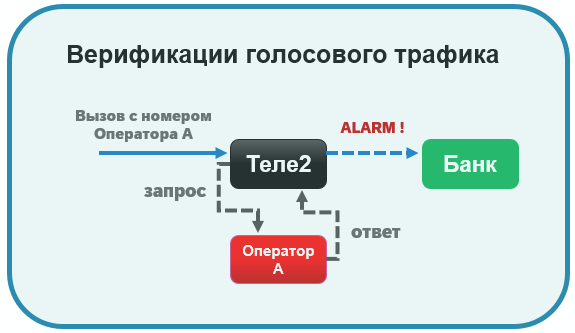 Верификации голосового трафика
Вызов с номером
Оператора А
ALARM !
Теле2
Банк
запрос
ответ
Оператор
А